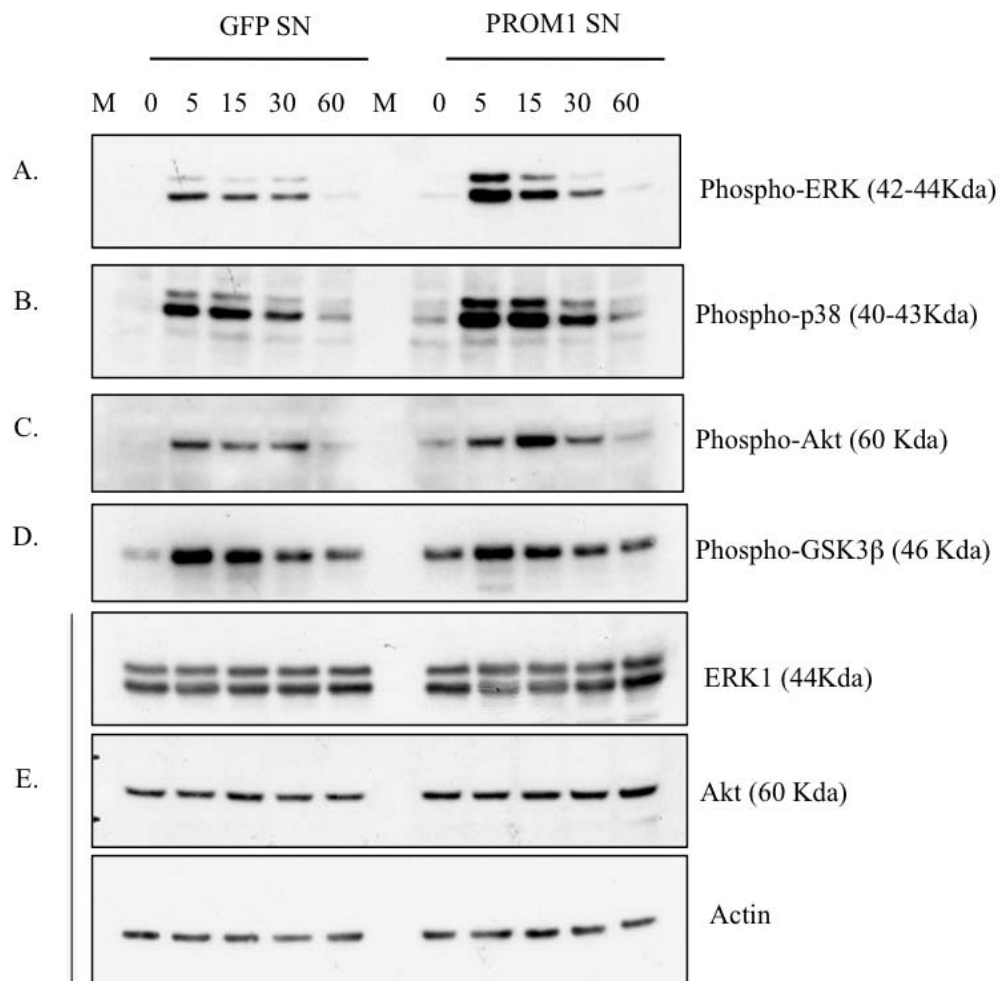 GFP SN PROM1 SN
M 0 5 15 30 60 M 0 5 15 30 60
A. Phospho-ERK (42-44Kda)
B. Phospho-p38 (40-43Kda)
C. Phospho-Akt (60 Kda)
D. Phospho-GSK3β (46 Kda)
ERK1 (44Kda)
E. Akt (60 Kda)
Actin